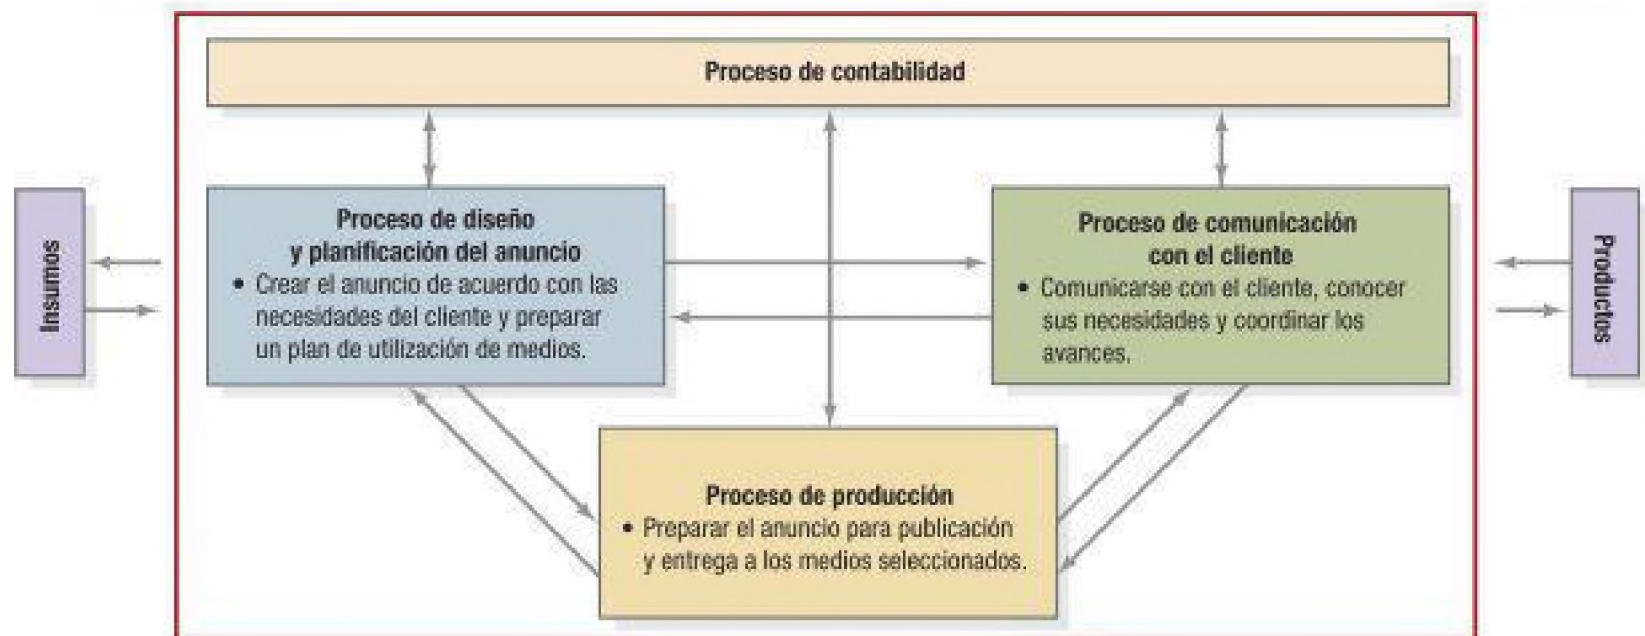 Proceso de contabilidad
Insumos
Proceso de diseño
y planificación del anuncio
• Crear el anuncio de acuerdo con las
necesidades del cliente y preparar
un plan de utilización de medios.
Proceso de comunicación
con el cliente
• Comunicarse con el cliente, conocer
sus necesidades y coordinar los
avances.
Productos
Proceso de producción
• Preparar el anuncio para publicación
y entrega a los medios seleccionados.